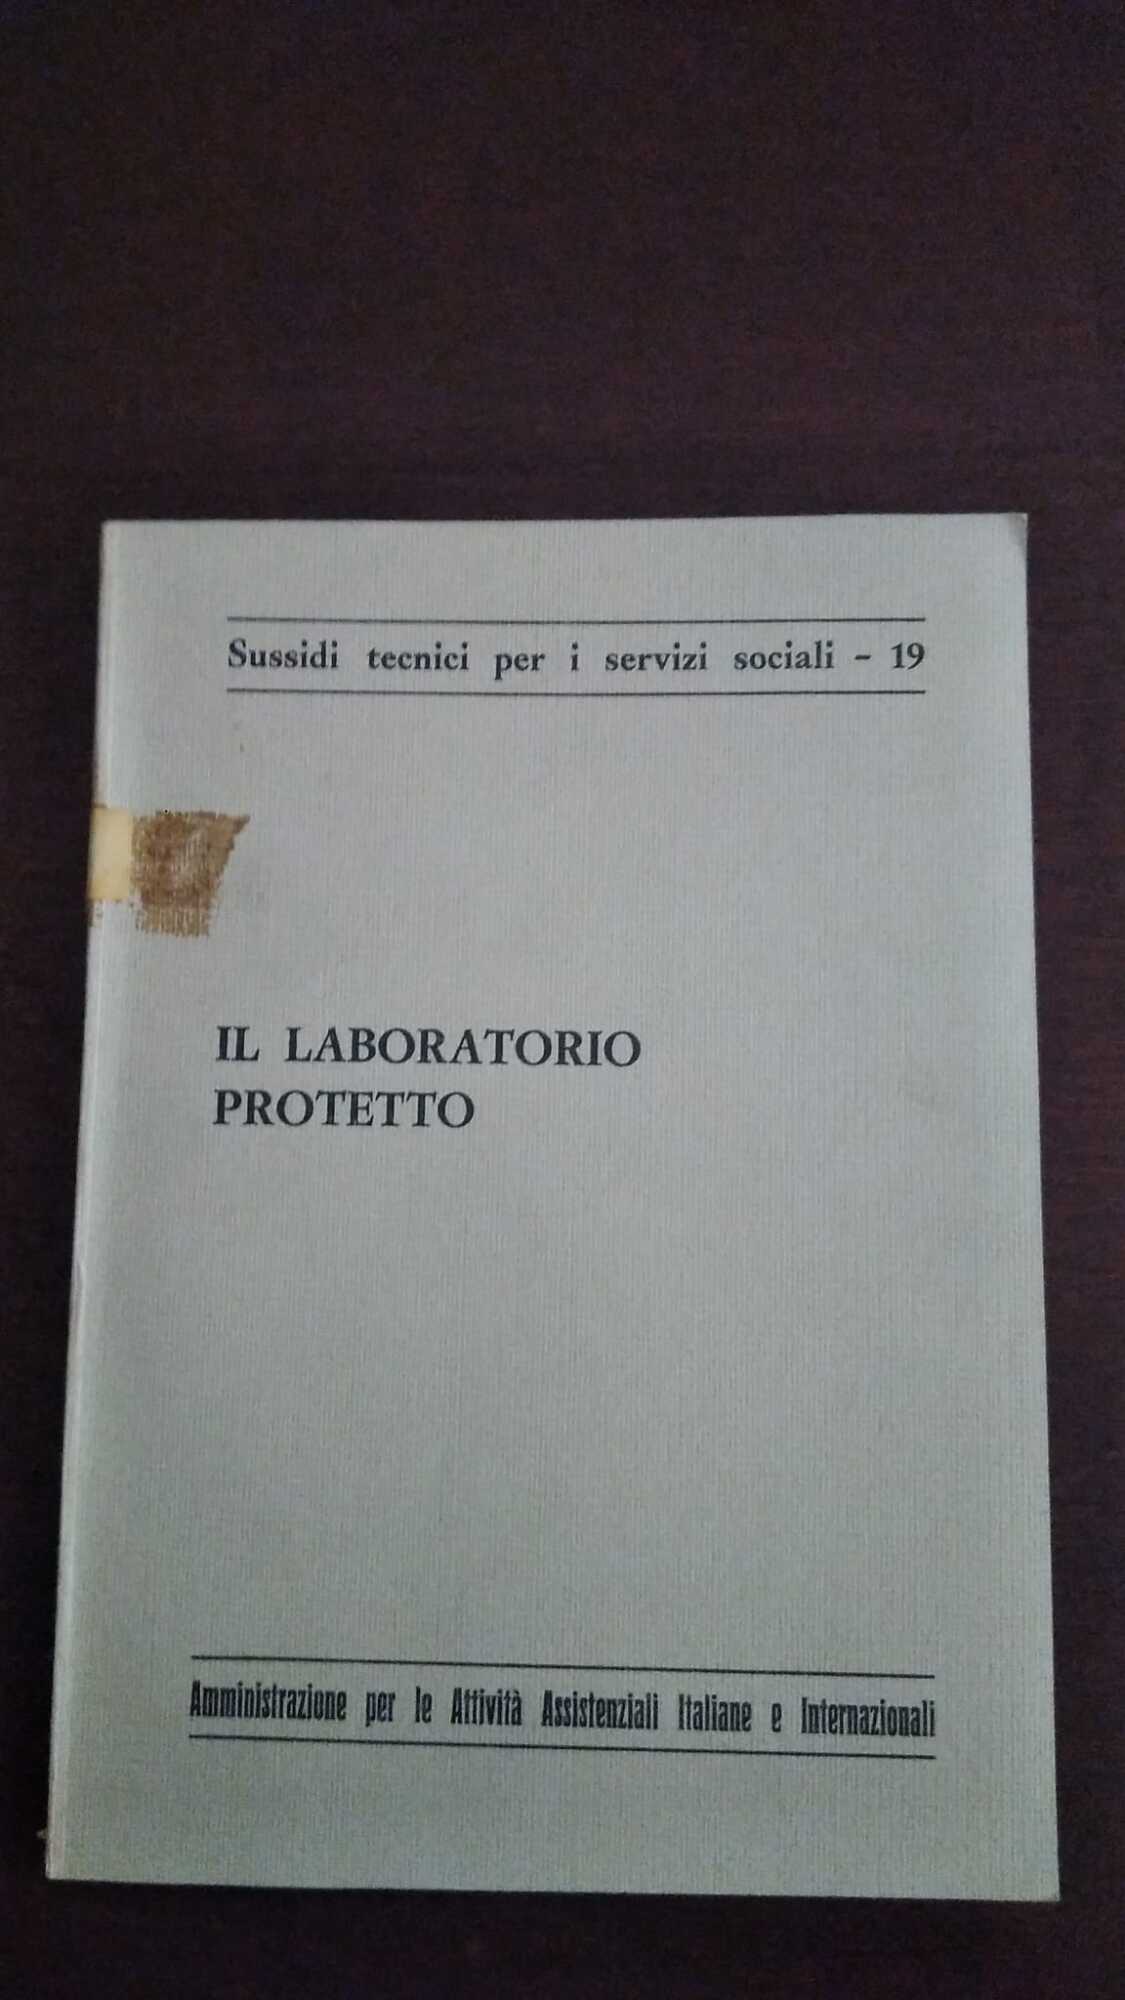 Sussidi tecnici per i servizi sociali - 19
IL LABORATORIO
PROTETTO
Amministrazione per le Attività Assistenziali Italiane e Internazionali